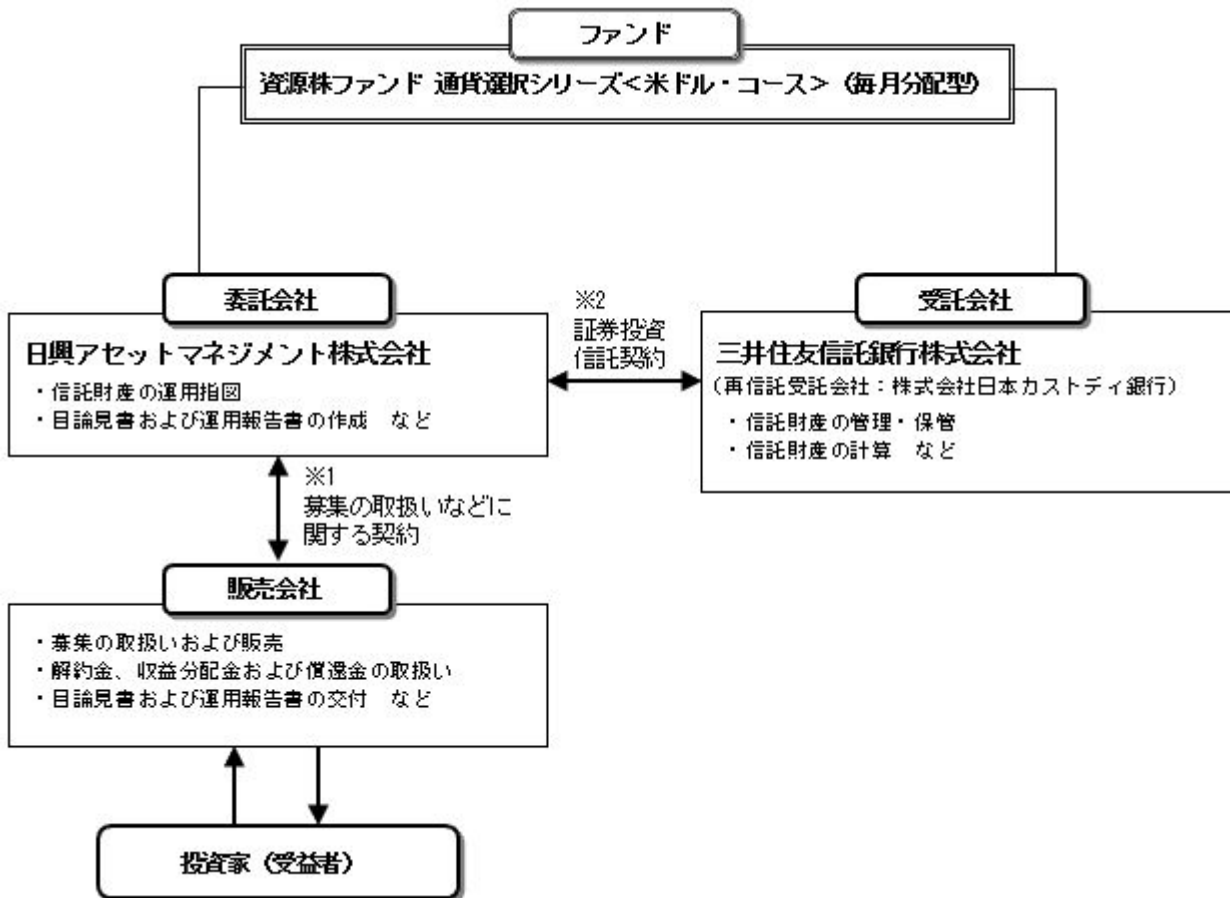 ファンド
資源株ファンド 通貨選択シリーズ<米ドル・コース>（毎月分配型）
委託会社
日興アセットマネジメント株式会社
・信託財産の運用指図
・目論見書および運用報告書の作成　など
※2
証券投資
信託契約
受託会社
三井住友信託銀行株式会社
（再信託受託会社：株式会社日本カストディ銀行）
・信託財産の管理・保管
・信託財産の計算　など
※1
募集の取扱いなどに
関する契約
販売会社
・募集の取扱いおよび販売
・解約金、収益分配金および償還金の取扱い
・目論見書および運用報告書の交付　など
投資家（受益者）